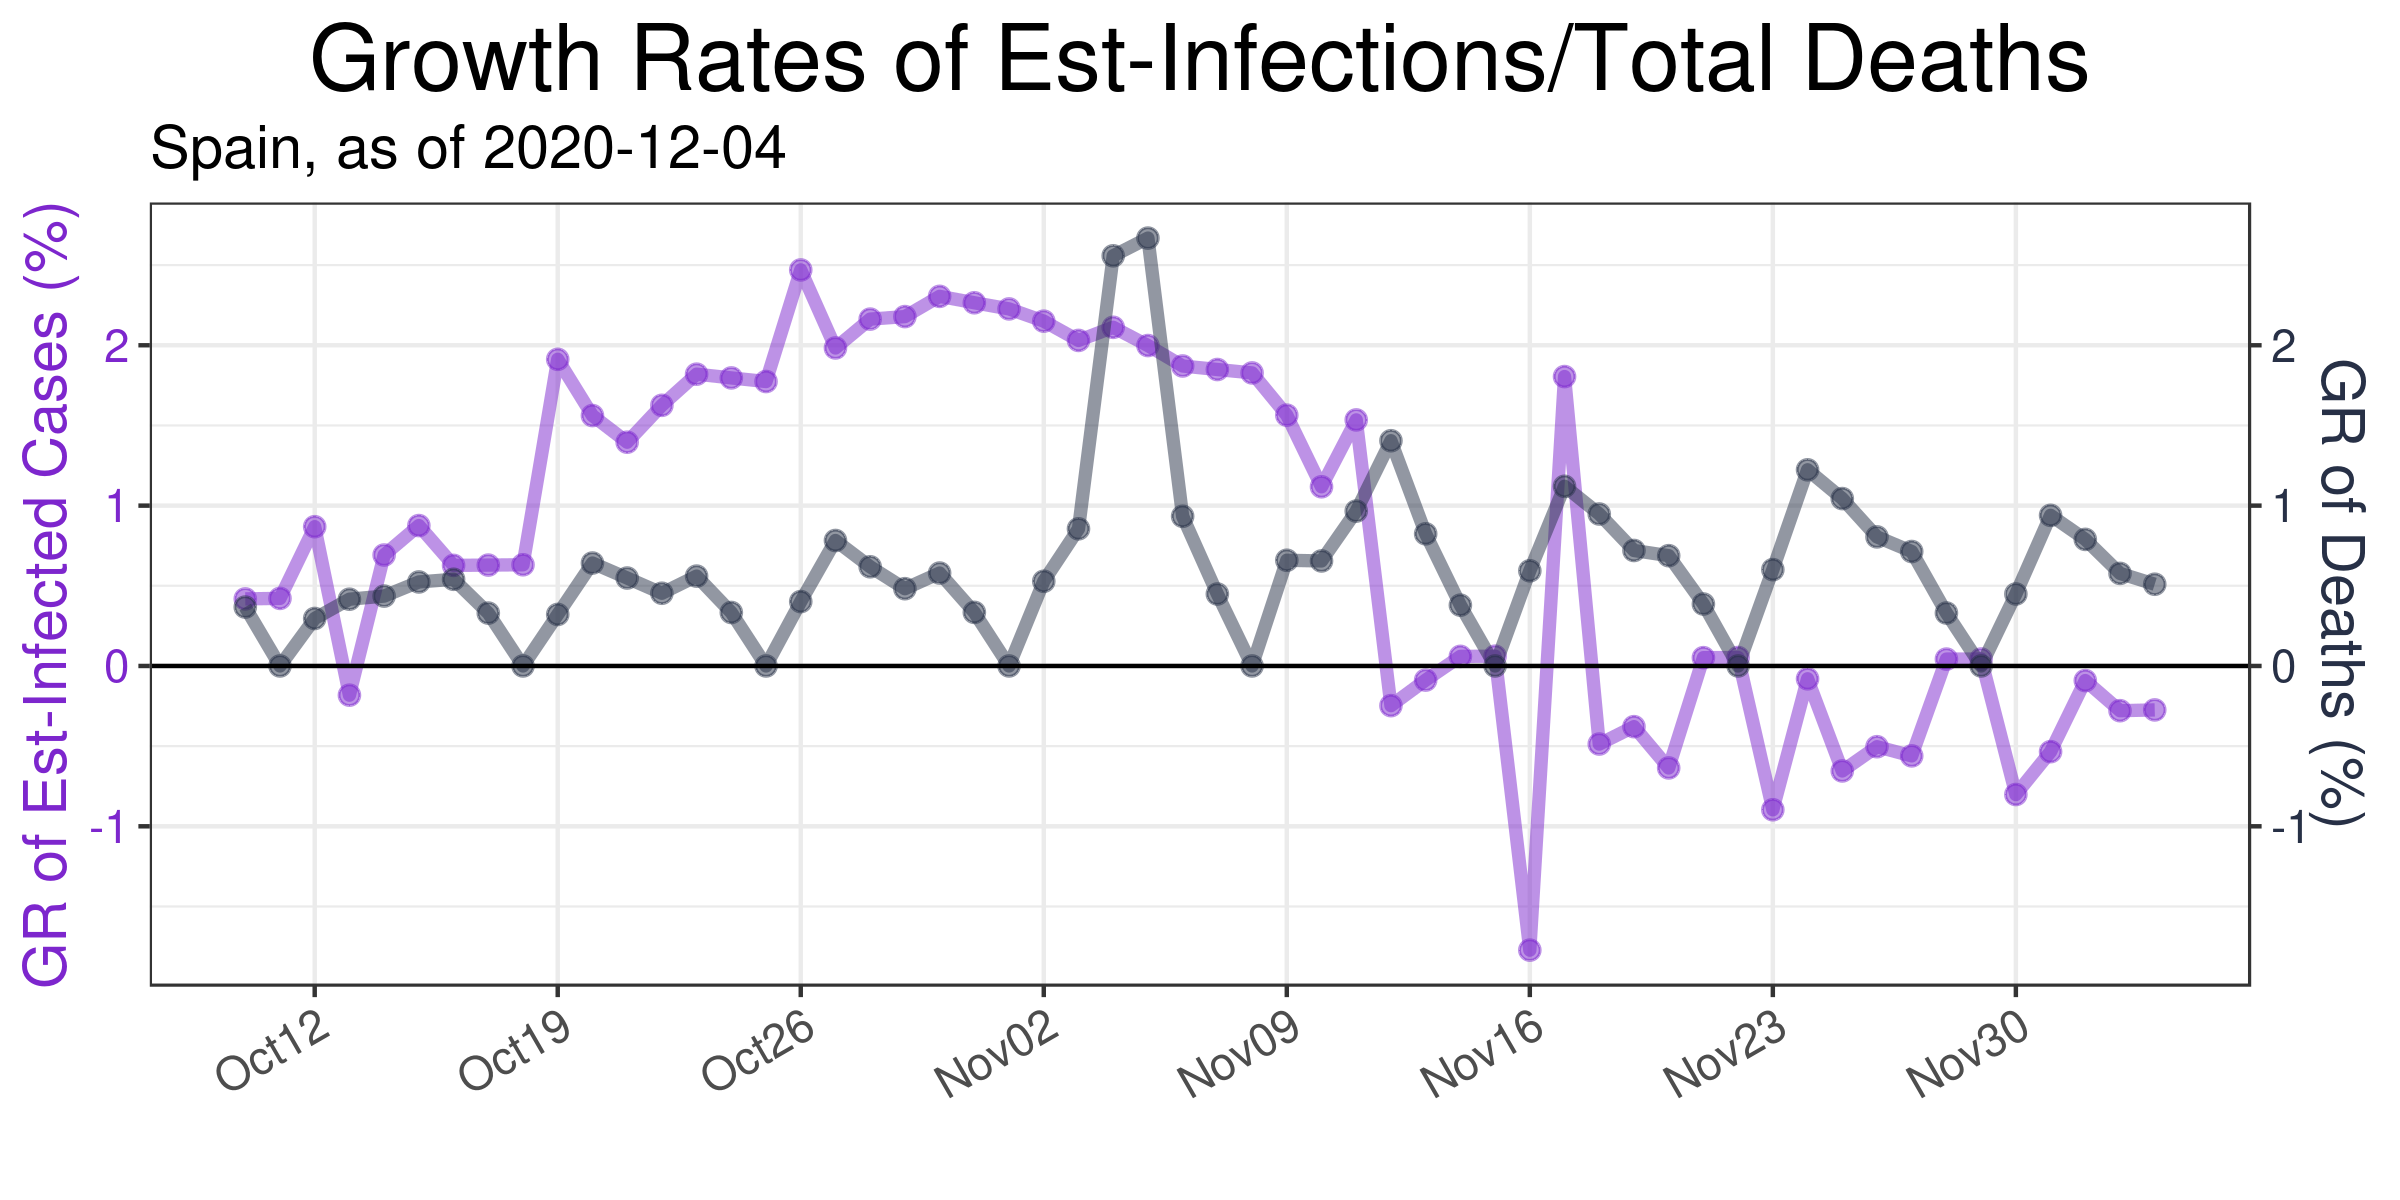 Growth Rates of Est-Infections/Total Deaths
Spain, as of 2020-12-04
GR of Est-Infected Cases (%)
2
1
0
-1
2
1
0
-1
GR of Deaths (%)
Oct12
Oct19
Oct26
Nov02
Nov09
Nov16
Nov23
Nov30